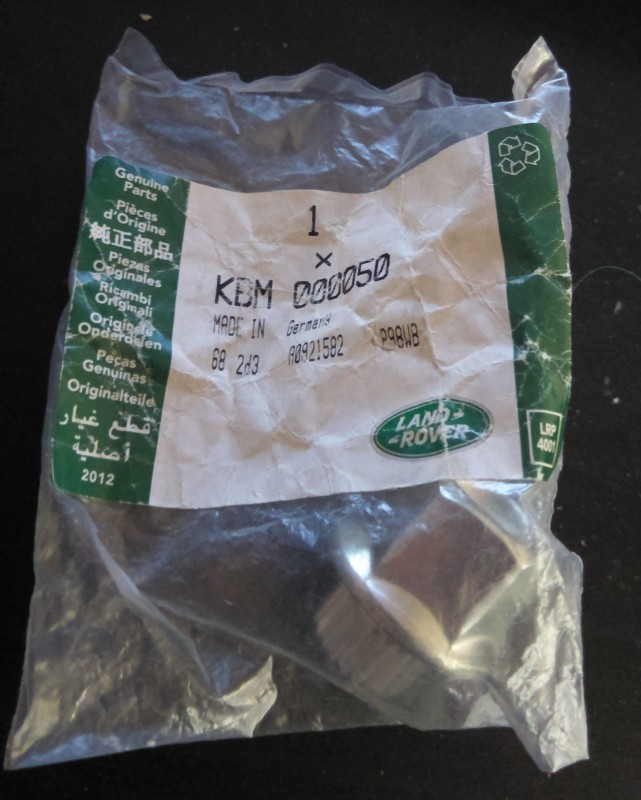 Genuine
Parts
Pièces
d'Origine
純正部品
Piezas
Originales
Ricambi
Originali
Originele
Onderdelen
Peças
Genuinas
Originalteile
قطع غيار
أصلية
2012
1
X
KBM 000050
MADE IN Germany
68 2d3 A0921582 P98WB
LAND-
-ROVER
LRP
4001